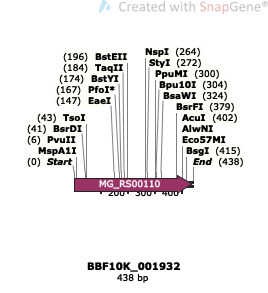 Created with SnapGene®
(196) BstEII
(184) TaqII
(174) BstYI
(167) PfoI*
(147) EaeI
(43) TsoI
(41) BsrDI
(6) PvuII
MspA1I
(0) Start
NspI (264)
StyI (272)
PpuMI (300)
Bpu10I (304)
BsaWI (324)
BsrFI (379)
AcuI (402)
AlwNI
Eco57MI
BsgI (415)
End (438)
MG_RS00110
200
300
400
BBF10K_001932
438 bp